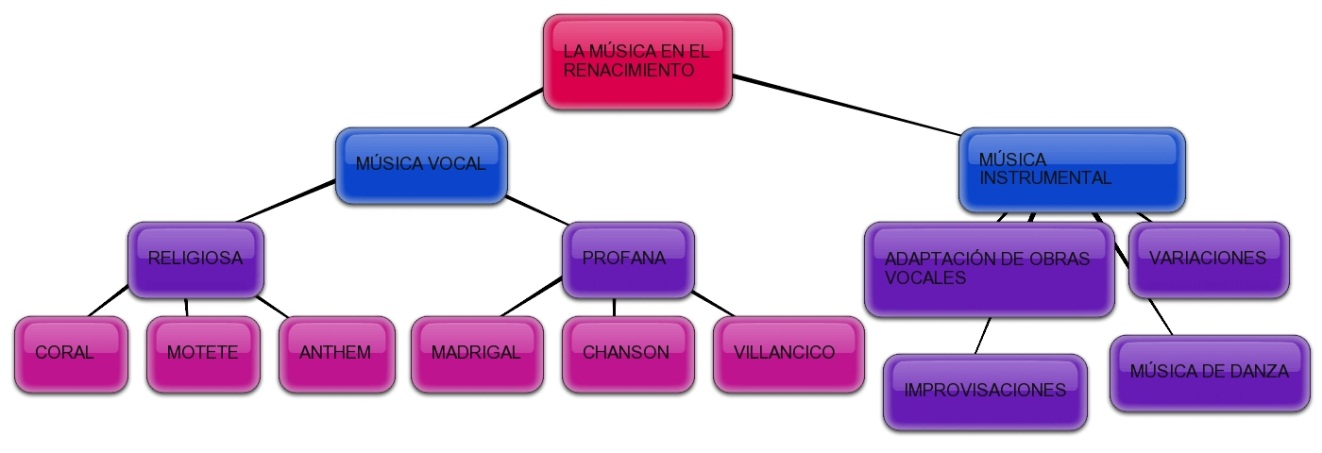 LA MÚSICA EN EL
RENACIMIENTO
MÚSICA VOCAL
MÚSICA
INSTRUMENTAL
RELIGIOSA
PROFANA
ADAPTACIÓN DE OBRAS
VOCALES
VARIACIONES
CORAL
MOTETE
ANTHEM
MADRIGAL
CHANSON
VILLANCICO
IMPROVISACIONES
MÚSICA DE DANZA